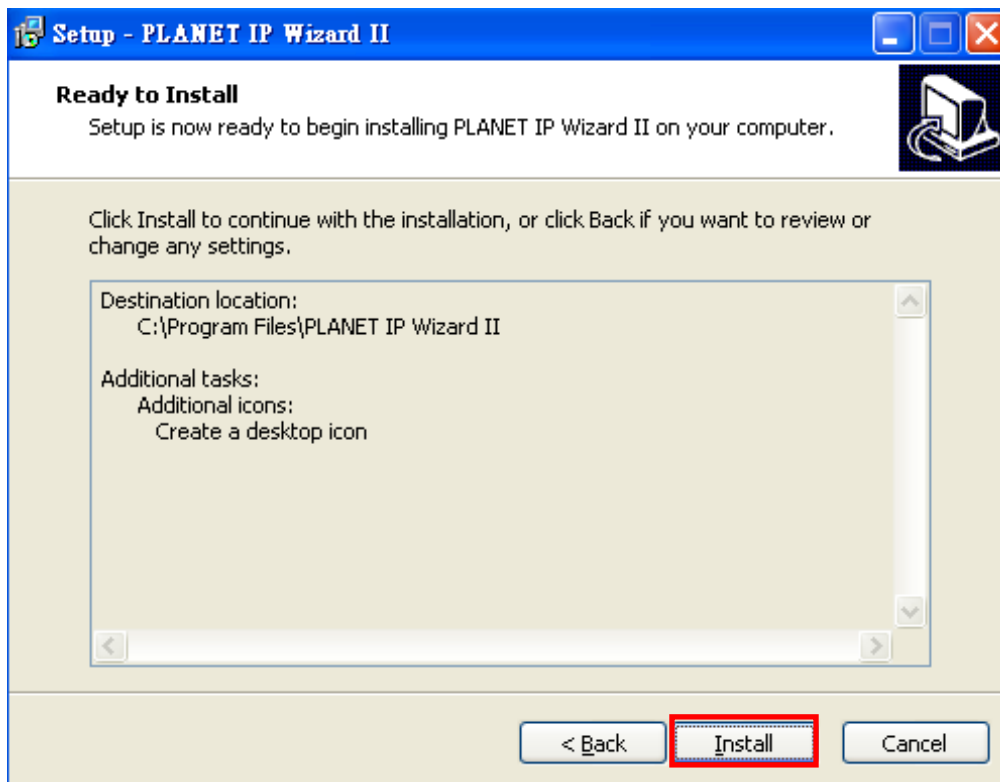 Setup - PLANET IP Wizard II
Ready to Install
Setup is now ready to begin installing PLANET IP Wizard II on your computer.
Click Install to continue with the installation, or click Back if you want to review or
change any settings.
Destination location:
C:\Program Files\PLANET IP Wizard II
Additional tasks:
Additional icons:
Create a desktop icon
< Back
Install
Cancel